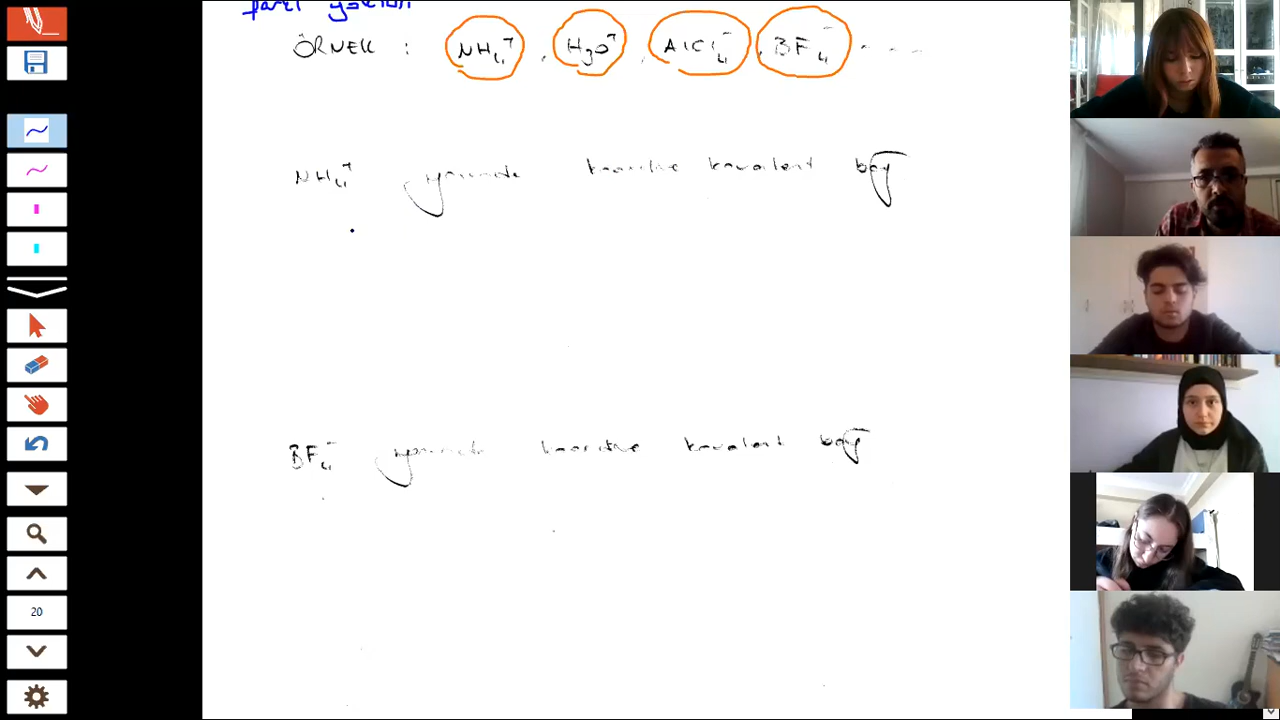 ÖRNEK : NH₄⁺ , H₃O⁺ , AlCl₄⁻ , BF₄⁻ ....
NH₄⁺ yapısında koordine kovalent bağ
BF₄⁻ yapısında koordine kovalent bağ
20